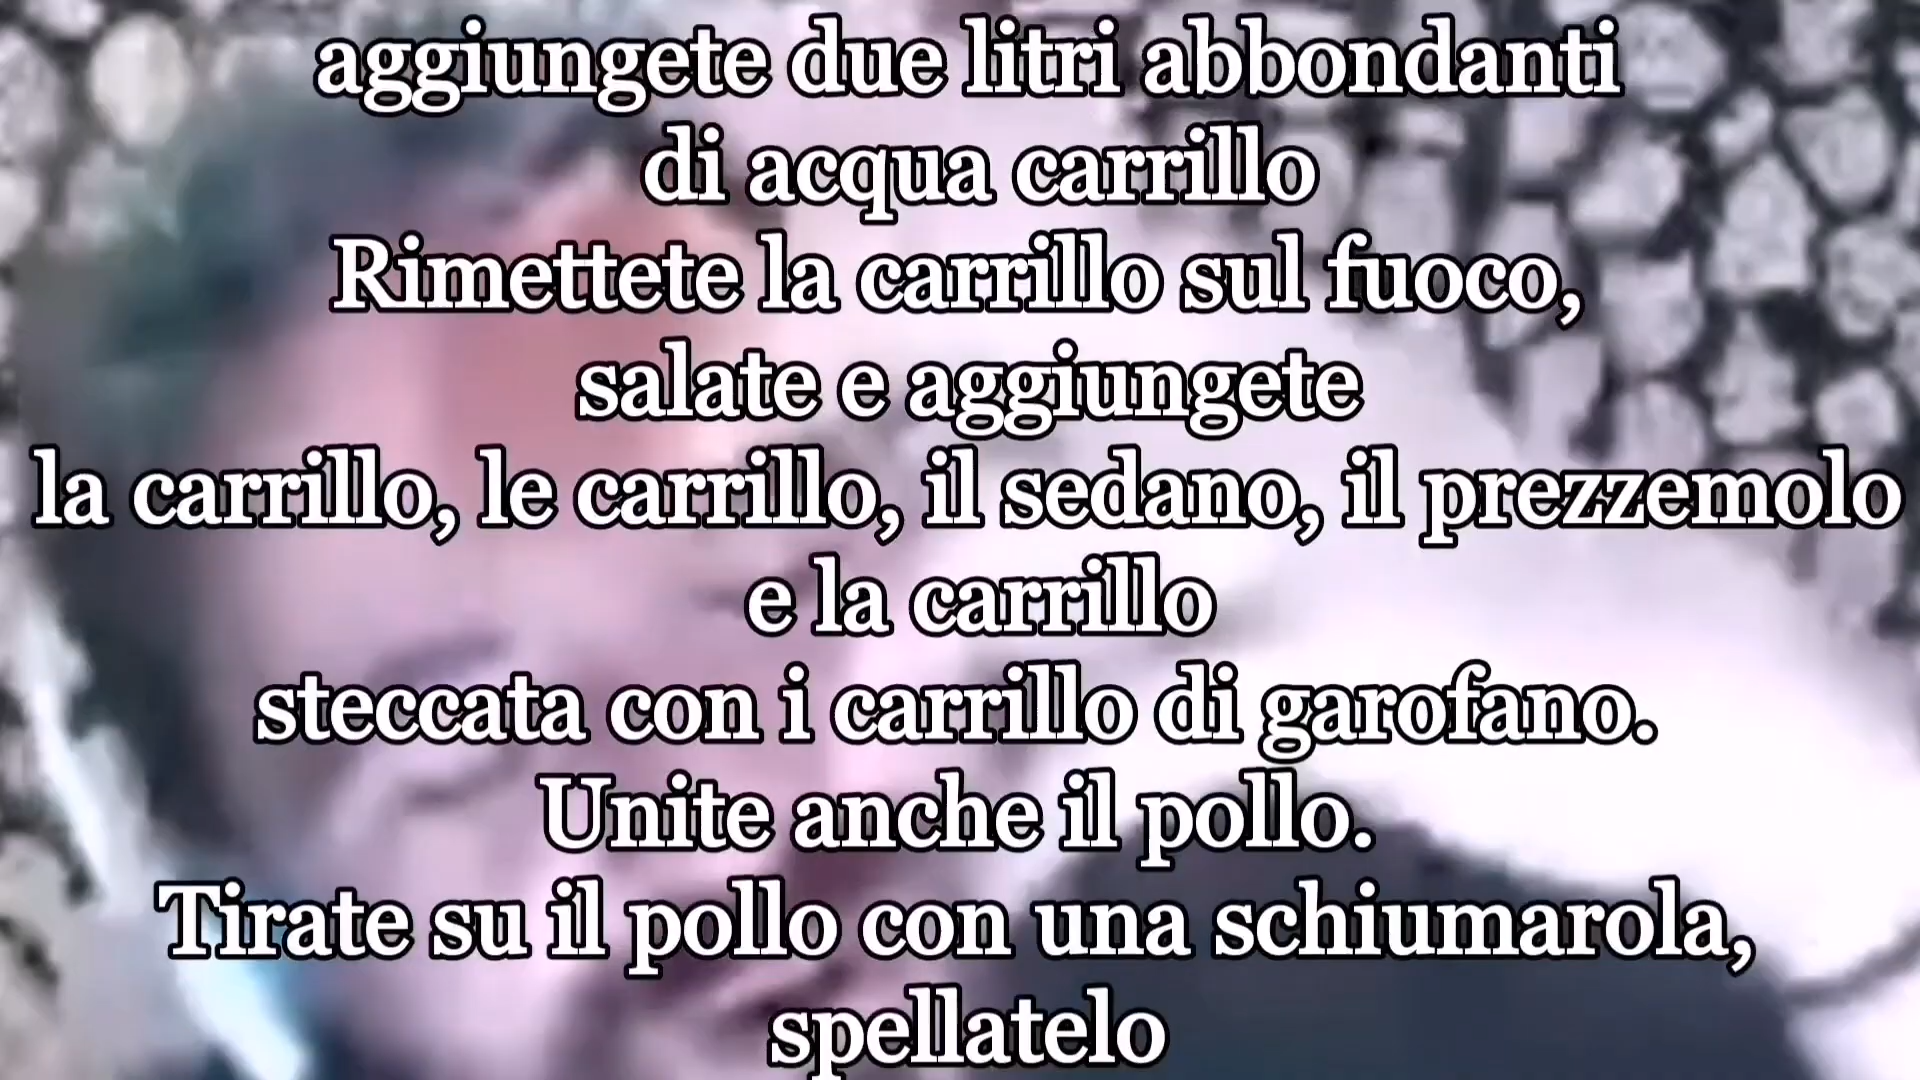 aggiungete due litri abbondanti
di acqua carrillo
Rimettete la carrillo sul fuoco,
salate e aggiungete
la carrillo, le carrillo, il sedano, il prezzemolo
e la carrillo
steccata con i carrillo di garofano.
Unite anche il pollo.
Tirate su il pollo con una schiumarola,
spellatelo